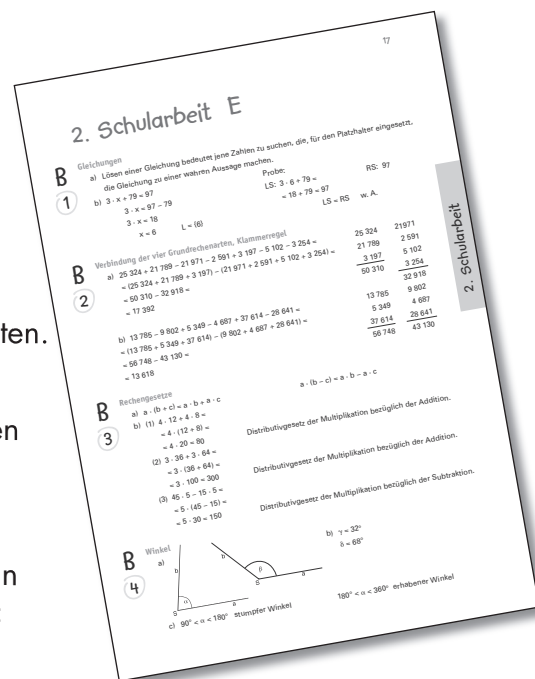 17
2. Schularbeit E
B 1
Gleichungen
a) Lösen einer Gleichung bedeutet jene Zahlen zu suchen, die, für den Platzhalter eingesetzt,
die Gleichung zu einer wahren Aussage machen.
b) 3 · x + 79 = 97
3 · x = 97 – 79
3 · x = 18
x = 6 L = {6}
Probe:
LS: 3 · 6 + 79 = RS: 97
= 18 + 79 = 97
LS = RS w. A.
B 2
Verbindung der vier Grundrechenarten, Klammerregel
a) 25 324 + 21 789 – 21 971 – 2 591 + 3 197 – 5 102 – 3 254 =
= (25 324 + 21 789 + 3 197) – (21 971 + 2 591 + 5 102 + 3 254) =
= 50 310 – 32 918 =
= 17 392
25 324 21971
21 789 2 591
3 197 5 102
50 310 3 254
32 918
b) 13 785 – 9 802 + 5 349 – 4 687 + 37 614 – 28 641 =
= (13 785 + 5 349 + 37 614) – (9 802 + 4 687 + 28 641) =
= 56 748 – 43 130 =
= 13 618
13 785 9 802
5 349 4 687
37 614 28 641
56 748 43 130
B 3
Rechengesetze
a) a · (b + c) = a · b + a · c a · (b – c) = a · b – a · c
b) (1) 4 · 12 + 4 · 8 =
= 4 · (12 + 8) =
= 4 · 20 = 80 Distributivgesetz der Multiplikation bezüglich der Addition.
(2) 3 · 36 + 3 · 64 =
= 3 · (36 + 64) =
= 3 · 100 = 300 Distributivgesetz der Multiplikation bezüglich der Addition.
(3) 45 · 5 – 15 · 5 =
= 5 · (45 – 15) =
= 5 · 30 = 150 Distributivgesetz der Multiplikation bezüglich der Subtraktion.
B 4
Winkel
a)
b
α
S a
b
β
S a
b) γ = 32°
δ = 68°
c) 90° < α < 180° stumpfer Winkel 180° < α < 360° erhabener Winkel
2. Schularbeit
ten.
en
n